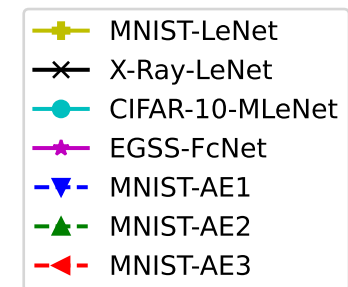 MNIST-LeNet
X-Ray-LeNet
CIFAR-10-MLeNet
EGSS-FcNet
MNIST-AE1
MNIST-AE2
MNIST-AE3